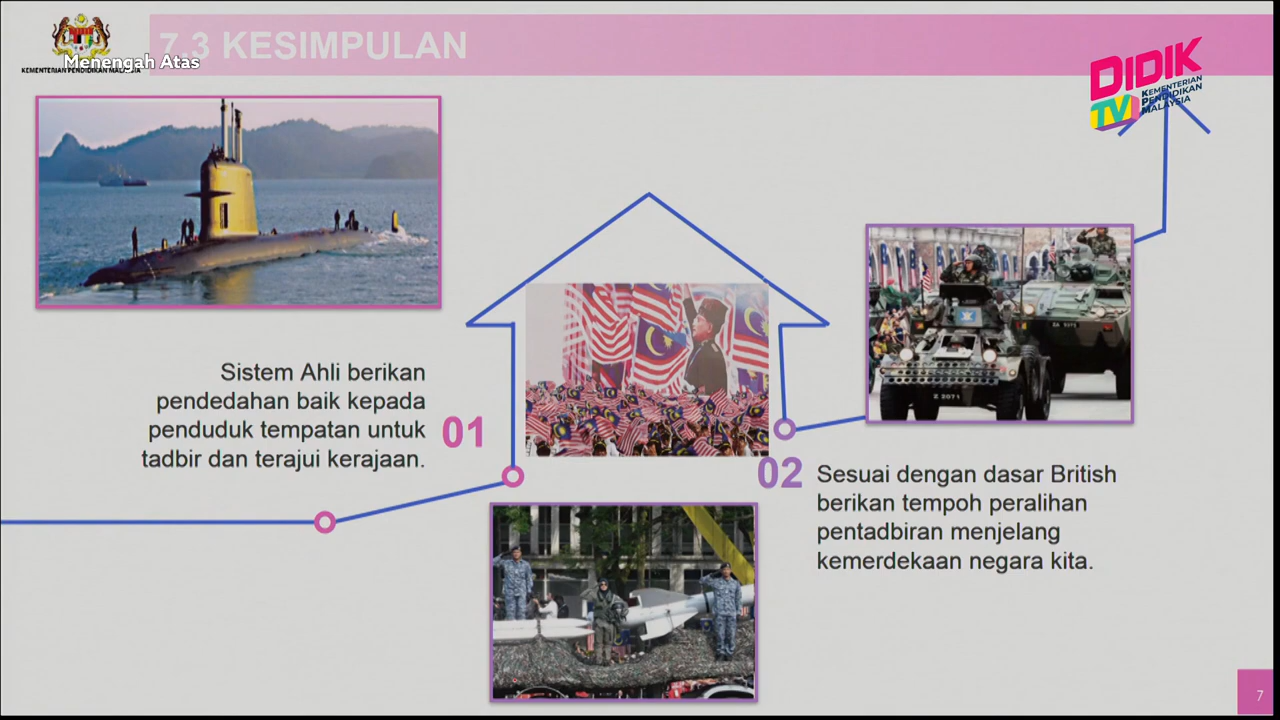 7.3 KESIMPULAN
Menengah Atas
KEMENTERIAN PENDIDIKAN MALAYSIA
DIDIK
TV
KEMENTERIAN
PENDIDIKAN
MALAYSIA
Sistem Ahli berikan
pendedahan baik kepada
penduduk tempatan untuk
tadbir dan terajui kerajaan.
01
02
Sesuai dengan dasar British
berikan tempoh peralihan
pentadbiran menjelang
kemerdekaan negara kita.
Z 2071
7